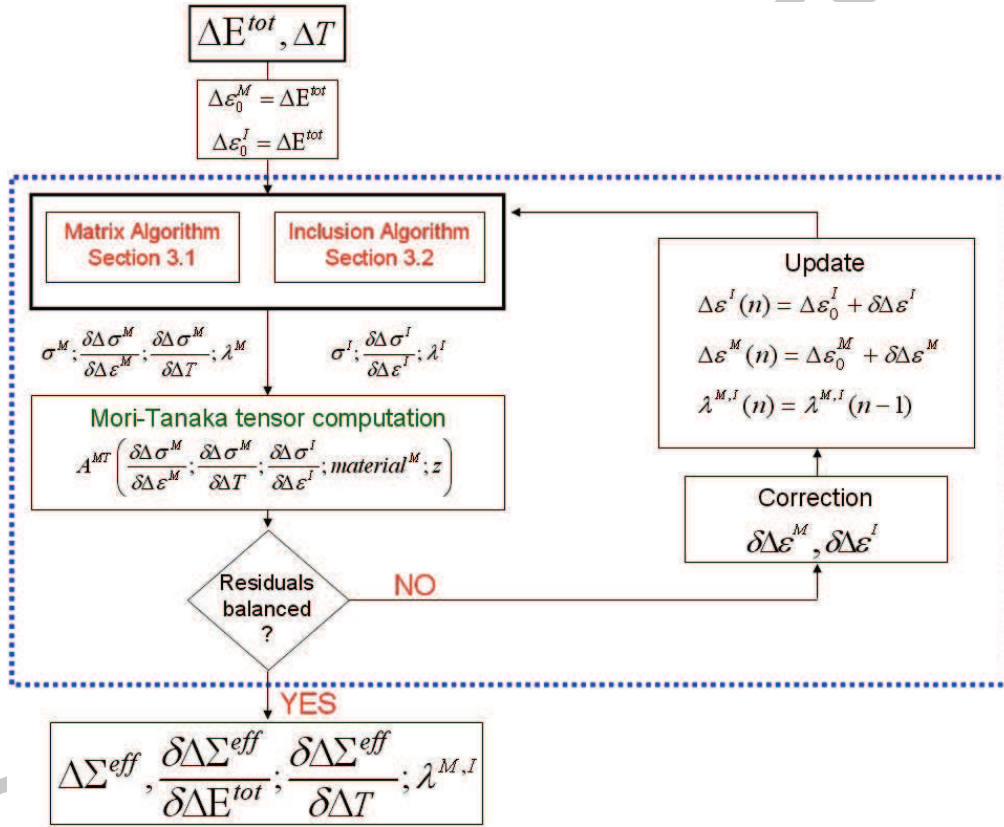 ΔE^{tot}, ΔT
Δε_0^M = ΔE^{tot}
Δε_0^I = ΔE^{tot}
Matrix Algorithm
Section 3.1
Inclusion Algorithm
Section 3.2
σ^M; δΔσ^M/δΔε^M; δΔσ^M/δΔT; λ^M
σ^I; δΔσ^I/δΔε^I; λ^I
Mori-Tanaka tensor computation
A^{MT}(δΔσ^M/δΔε^M; δΔσ^M/δΔT; δΔσ^I/δΔε^I; material^M; z)
Residuals
balanced
?
NO
Correction
δΔε^M, δΔε^I
Update
Δε^I(n) = Δε_0^I + δΔε^I
Δε^M(n) = Δε_0^M + δΔε^M
λ^{M,I}(n) = λ^{M,I}(n−1)
YES
ΔΣ^{eff}, δΔΣ^{eff}/δΔE^{tot}; δΔΣ^{eff}/δΔT; λ^{M,I}